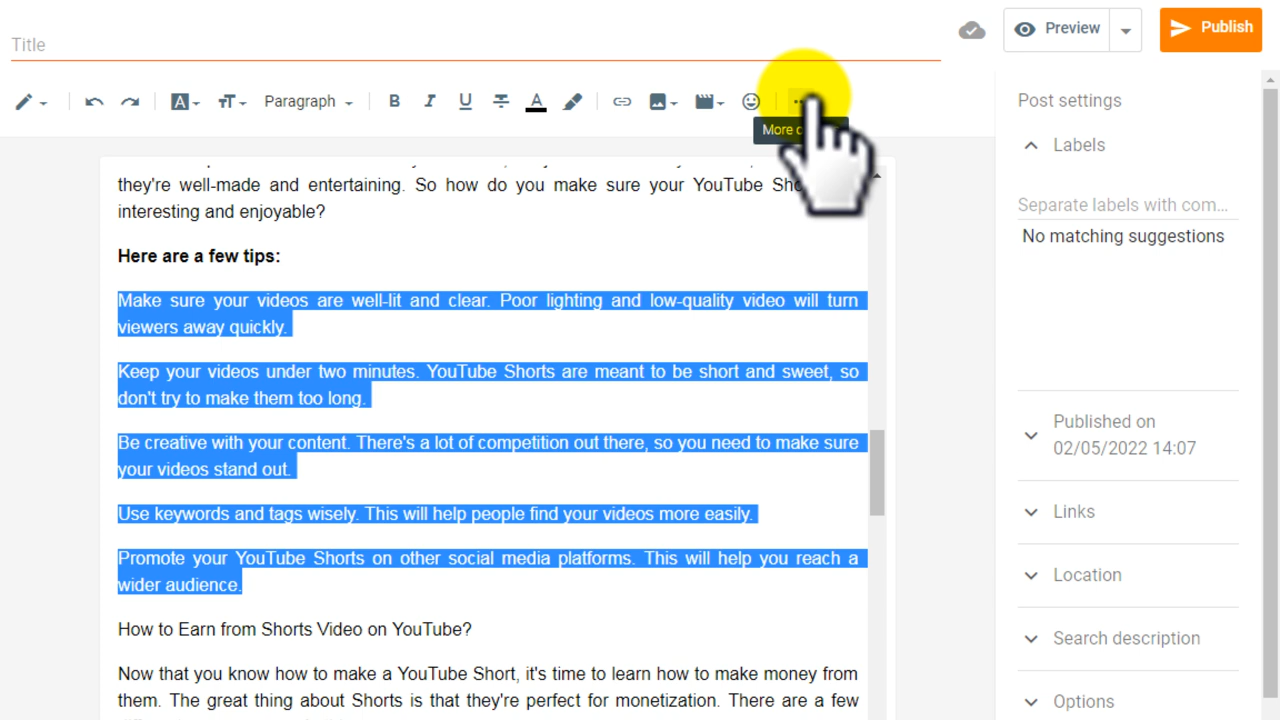 Title
Preview
Publish
Paragraph
B I U A
More
they're well-made and entertaining. So how do you make sure your YouTube
interesting and enjoyable?
Here are a few tips:
Make sure your videos are well-lit and clear. Poor lighting and low-quality video will turn
viewers away quickly.
Keep your videos under two minutes. YouTube Shorts are meant to be short and sweet, so
don't try to make them too long.
Be creative with your content. There's a lot of competition out there, so you need to make sure
your videos stand out.
Use keywords and tags wisely. This will help people find your videos more easily.
Promote your YouTube Shorts on other social media platforms. This will help you reach a
wider audience.
How to Earn from Shorts Video on YouTube?
Now that you know how to make a YouTube Short, it's time to learn how to make money from
them. The great thing about Shorts is that they're perfect for monetization. There are a few
Post settings
Labels
Separate labels with com...
No matching suggestions
Published on
02/05/2022 14:07
Links
Location
Search description
Options